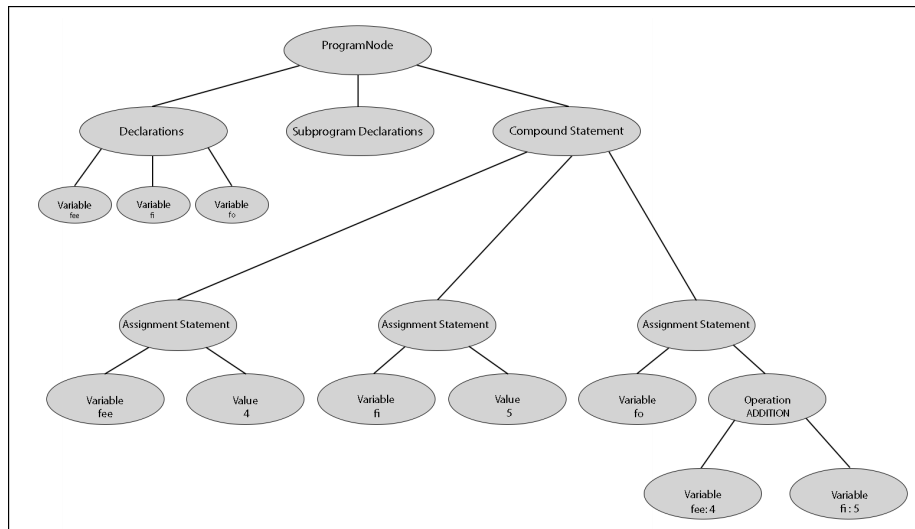 ProgramNode
Declarations
Subprogram Declarations
Compound Statement
Variable
fee
Variable
fi
Variable
fo
Assignment Statement
Assignment Statement
Assignment Statement
Variable
fee
Value
4
Variable
fi
Value
5
Variable
fo
Operation
ADDITION
Variable
fee: 4
Variable
fi : 5